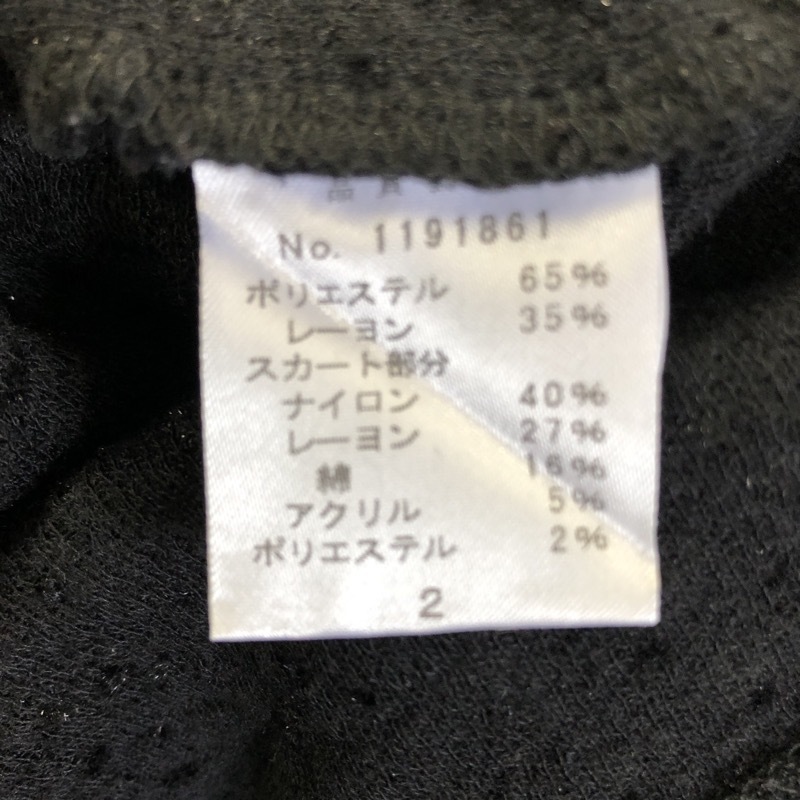 No. 1191861
ポリエステル 65%
レーヨン 35%
スカート部分
ナイロン 40%
レーヨン 27%
綿 16%
アクリル 5%
ポリエステル 2%
2